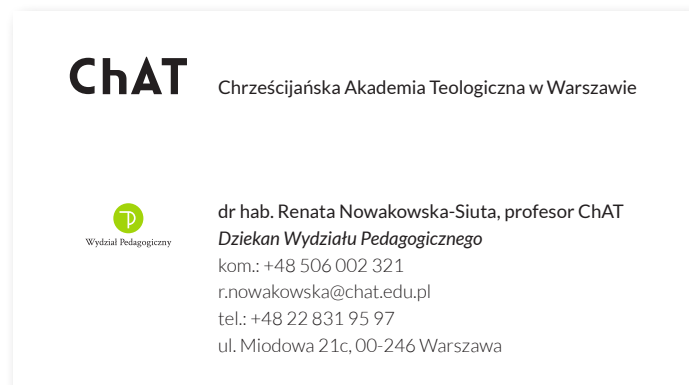 ChAT
Chrześcijańska Akademia Teologiczna w Warszawie
Wydział Pedagogiczny
dr hab. Renata Nowakowska-Siuta, profesor ChAT
Dziekan Wydziału Pedagogicznego
kom.: +48 506 002 321
r.nowakowska@chat.edu.pl
tel.: +48 22 831 95 97
ul. Miodowa 21c, 00-246 Warszawa